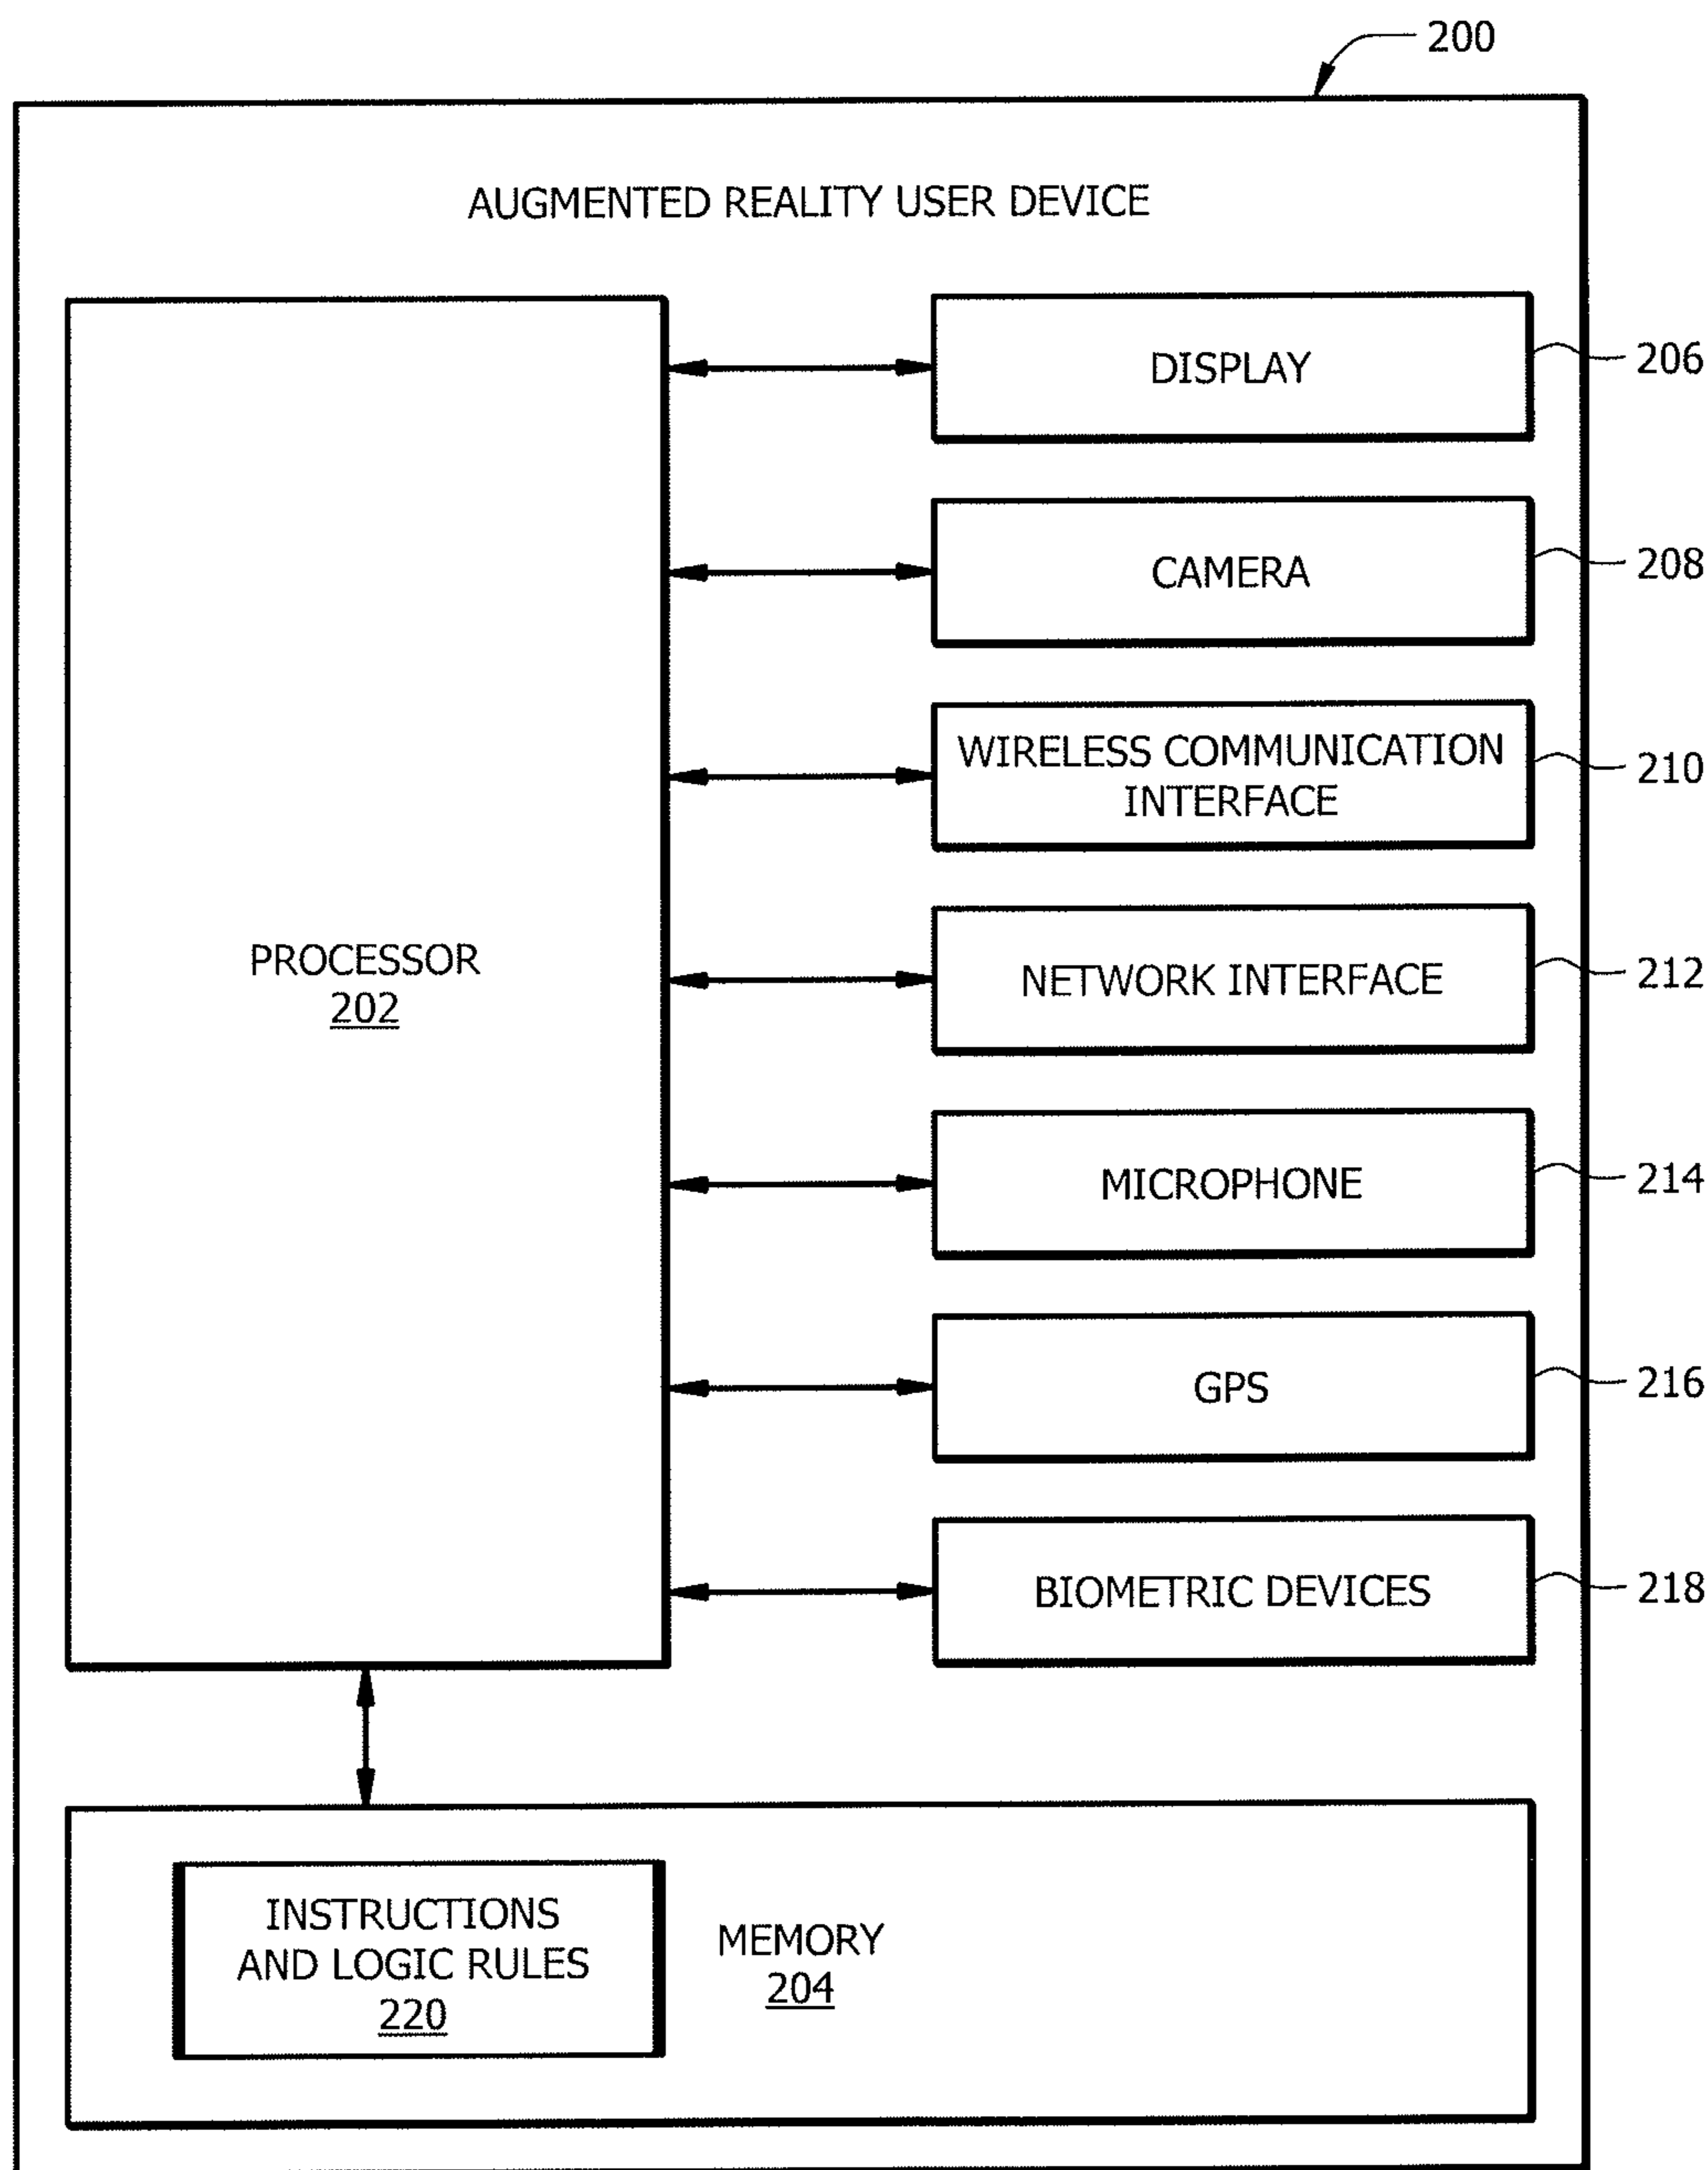 200
AUGMENTED REALITY USER DEVICE
PROCESSOR
202
DISPLAY
206
CAMERA
208
WIRELESS COMMUNICATION
INTERFACE
210
NETWORK INTERFACE
212
MICROPHONE
214
GPS
216
BIOMETRIC DEVICES
218
INSTRUCTIONS
AND LOGIC RULES
220
MEMORY
204